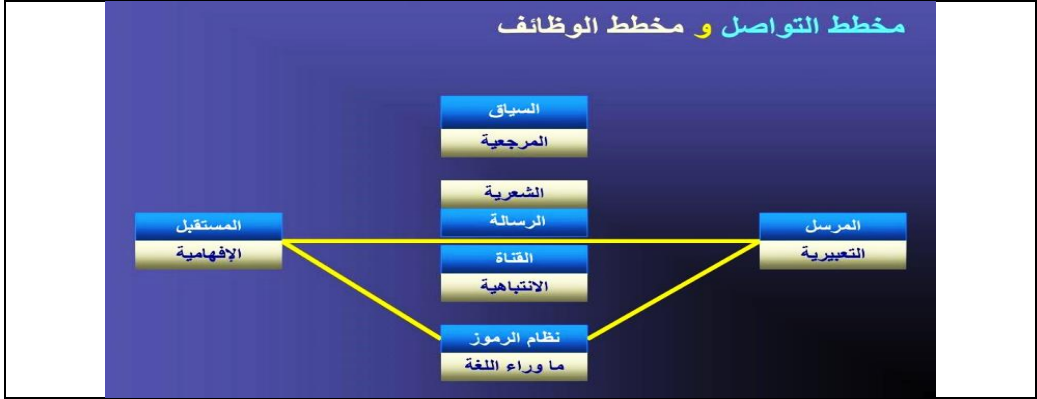 مخطط التواصل و مخطط الوظائف
السياق
المرجعية
الشعرية
الرسالة
المرسل
التعبيرية
المستقبل
الإفهامية
القناة
الانتباهية
نظام الرموز
ما وراء اللغة